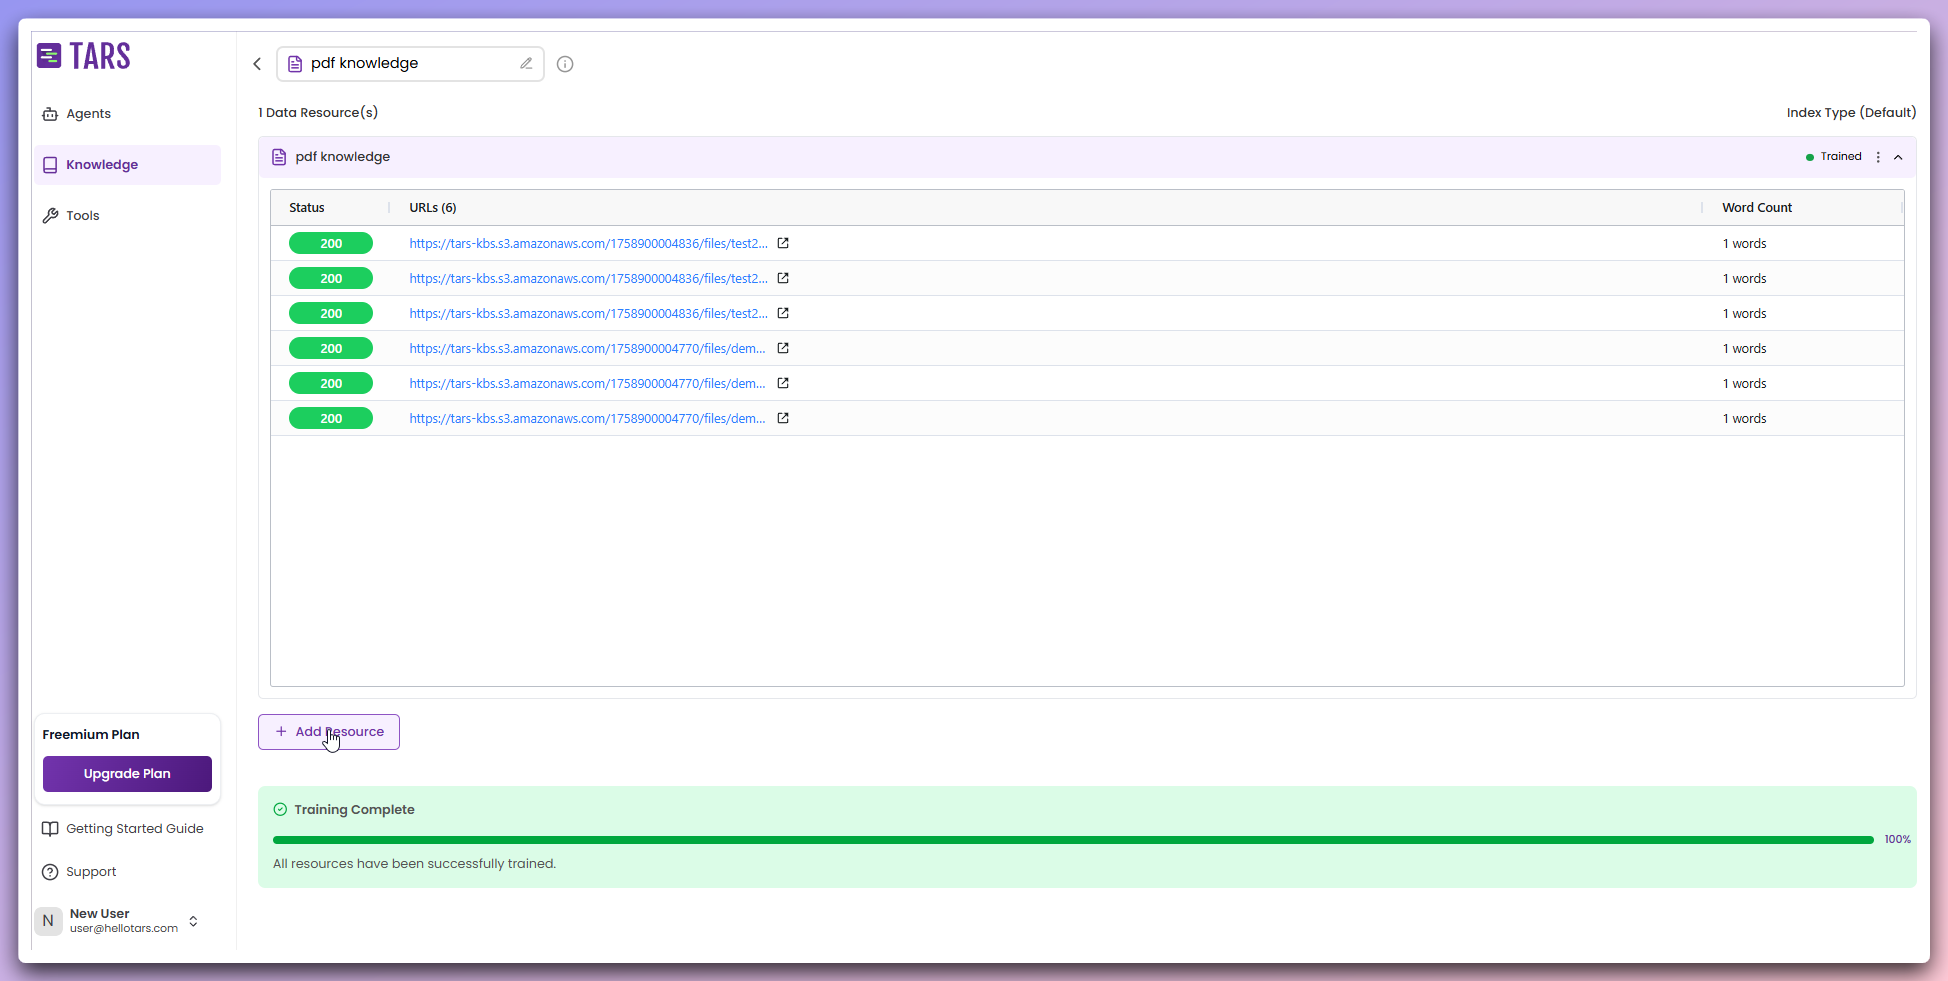 TARS
Agents
Knowledge
Tools
pdf knowledge
1 Data Resource(s)
Index Type (Default)
pdf knowledge
Trained
Status
URLs (6)
Word Count
200
https://tars-kbs.s3.amazonaws.com/1758900004836/files/test2...
1 words
200
https://tars-kbs.s3.amazonaws.com/1758900004836/files/test2...
1 words
200
https://tars-kbs.s3.amazonaws.com/1758900004836/files/test2...
1 words
200
https://tars-kbs.s3.amazonaws.com/1758900004770/files/dem...
1 words
200
https://tars-kbs.s3.amazonaws.com/1758900004770/files/dem...
1 words
200
https://tars-kbs.s3.amazonaws.com/1758900004770/files/dem...
1 words
+ Add Resource
Training Complete
100%
All resources have been successfully trained.
Freemium Plan
Upgrade Plan
Getting Started Guide
Support
N
New User
user@hellotars.com